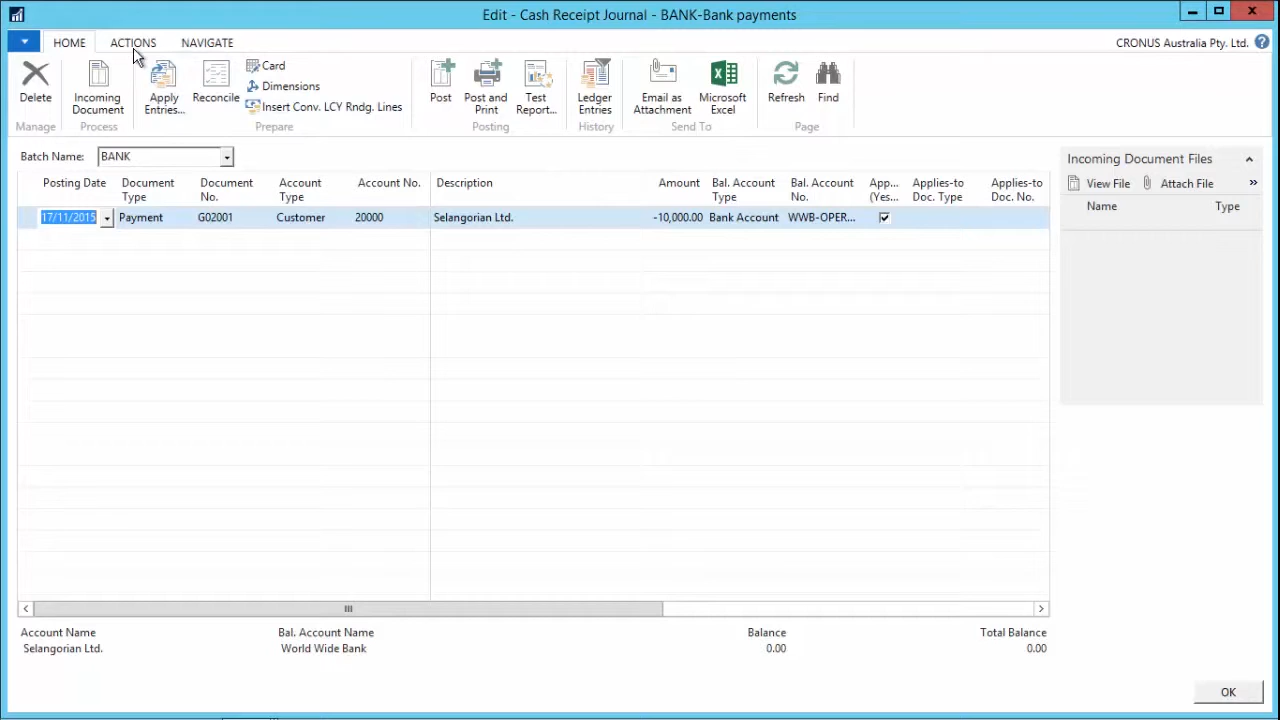 Edit - Cash Receipt Journal - BANK-Bank payments
HOME ACTIONS NAVIGATE CRONUS Australia Pty. Ltd. ?
Delete
Incoming Document
Apply Entries...
Reconcile
Card
Dimensions
Insert Conv. LCY Rndg. Lines
Post
Post and Print
Test Report...
Ledger Entries
Email as Attachment
Microsoft Excel
Refresh
Find
Manage Process Prepare Posting History Send To Page
Batch Name: BANK
Posting Date
Document Type
Document No.
Account Type
Account No.
Description
Amount
Bal. Account Type
Bal. Account No.
App... (Yes...
Applies-to Doc. Type
Applies-to Doc. No.
17/11/2015 Payment G02001 Customer 20000 Selangorian Ltd. -10,000.00 Bank Account WWB-OPER...
Incoming Document Files
View File Attach File »
Name Type
Account Name Bal. Account Name Balance Total Balance
Selangorian Ltd. World Wide Bank 0.00 0.00
OK